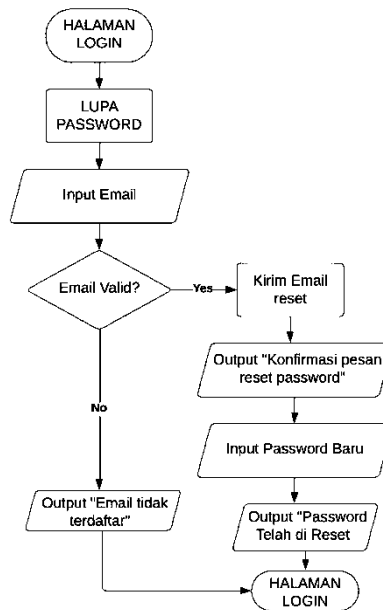 HALAMAN
LOGIN
LUPA
PASSWORD
Input Email
Email Valid?
Yes
Kirim Email
reset
Output "Konfirmasi pesan
reset password"
No
Input Password Baru
Output "Email tidak
terdaftar"
Output "Password
Telah di Reset
HALAMAN
LOGIN